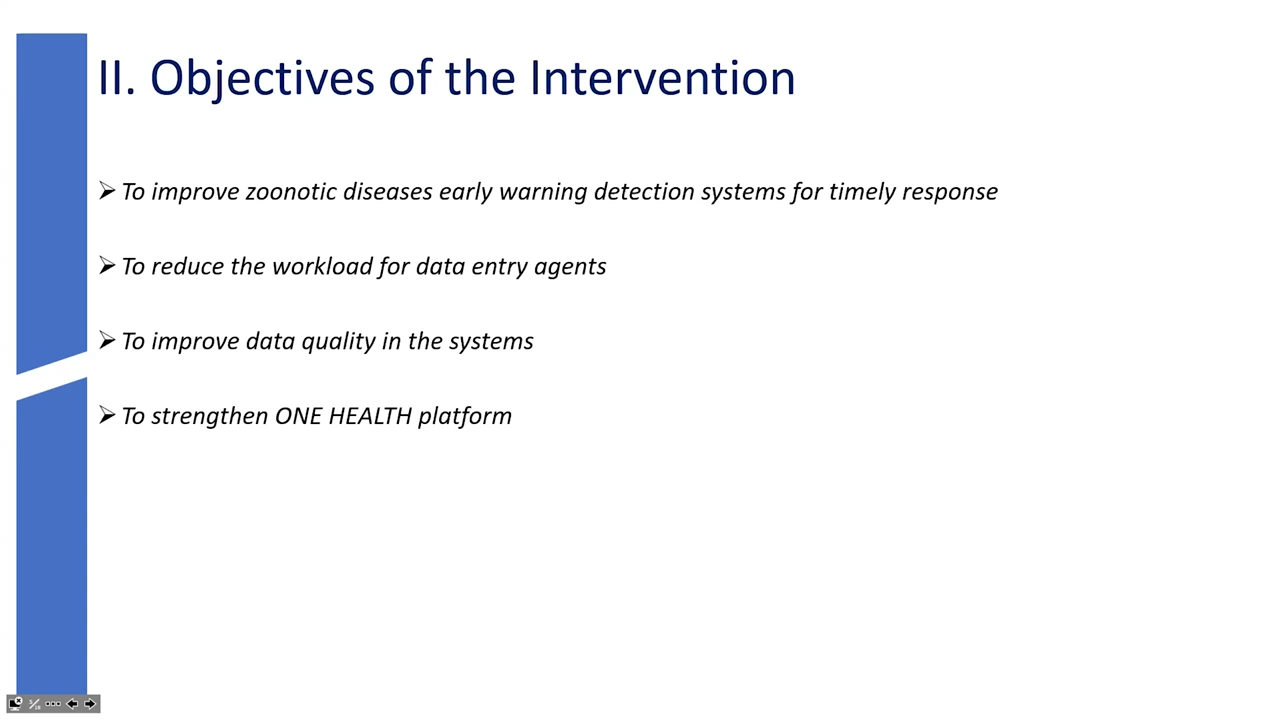 II. Objectives of the Intervention
➢ To improve zoonotic diseases early warning detection systems for timely response
➢ To reduce the workload for data entry agents
➢ To improve data quality in the systems
➢ To strengthen ONE HEALTH platform